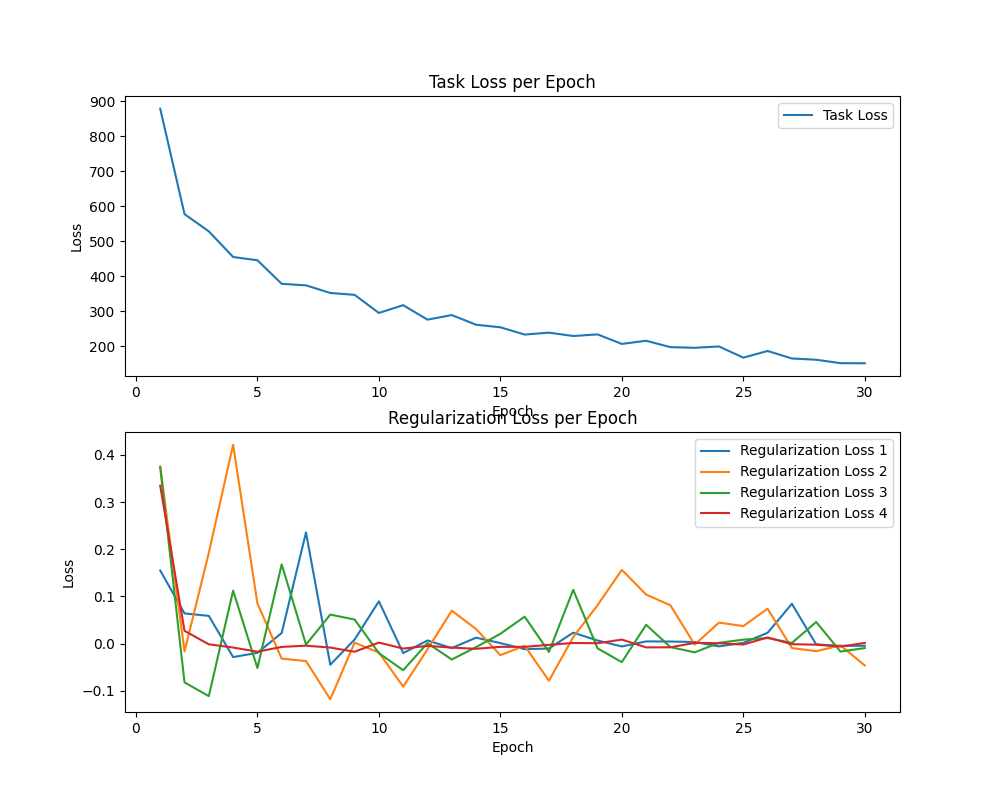 Task Loss per Epoch
900
800
700
600
500
400
300
200
Loss
Task Loss
0 5 10 15 20 25 30
Epoch
Regularization Loss per Epoch
0.4
0.3
0.2
0.1
0.0
−0.1
Loss
Regularization Loss 1
Regularization Loss 2
Regularization Loss 3
Regularization Loss 4
0 5 10 15 20 25 30
Epoch